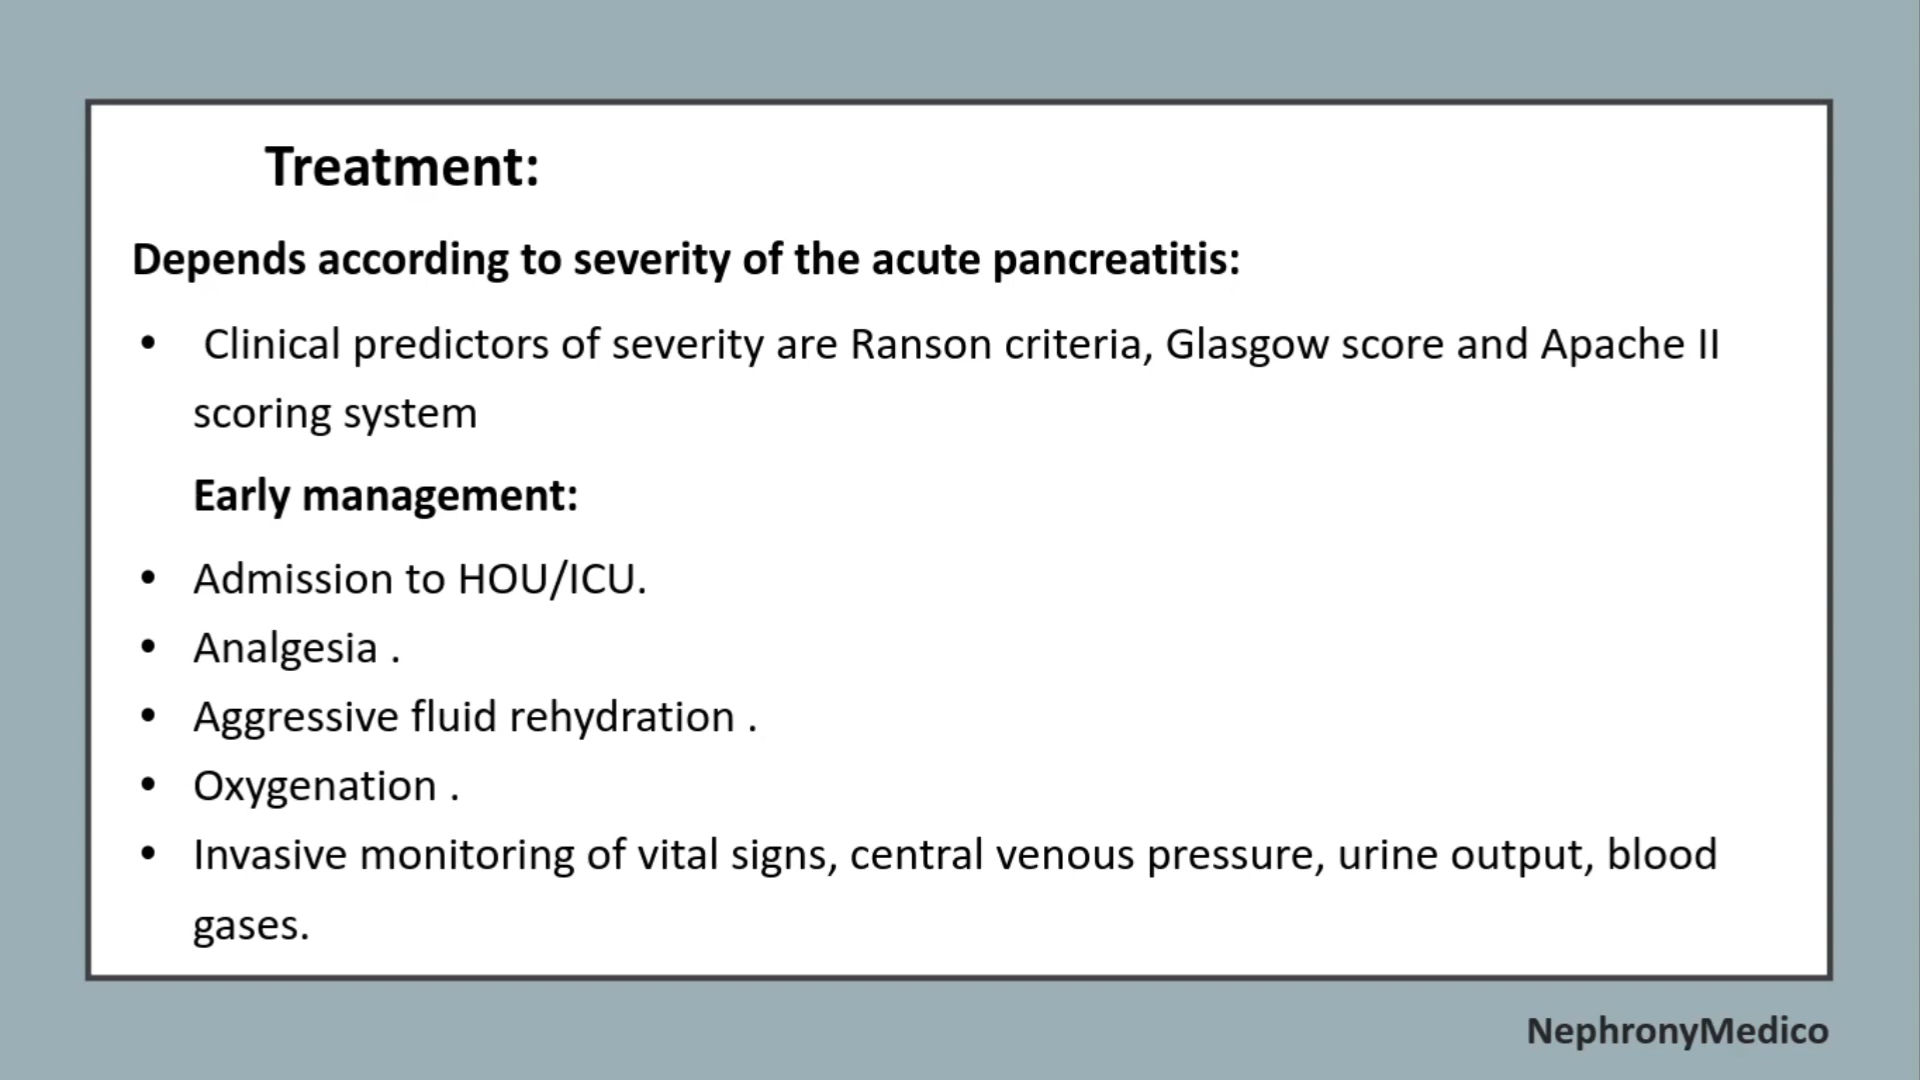 Treatment:
Depends according to severity of the acute pancreatitis:
• Clinical predictors of severity are Ranson criteria, Glasgow score and Apache II
scoring system
Early management:
• Admission to HOU/ICU.
• Analgesia .
• Aggressive fluid rehydration .
• Oxygenation .
• Invasive monitoring of vital signs, central venous pressure, urine output, blood
gases.
NephronyMedico